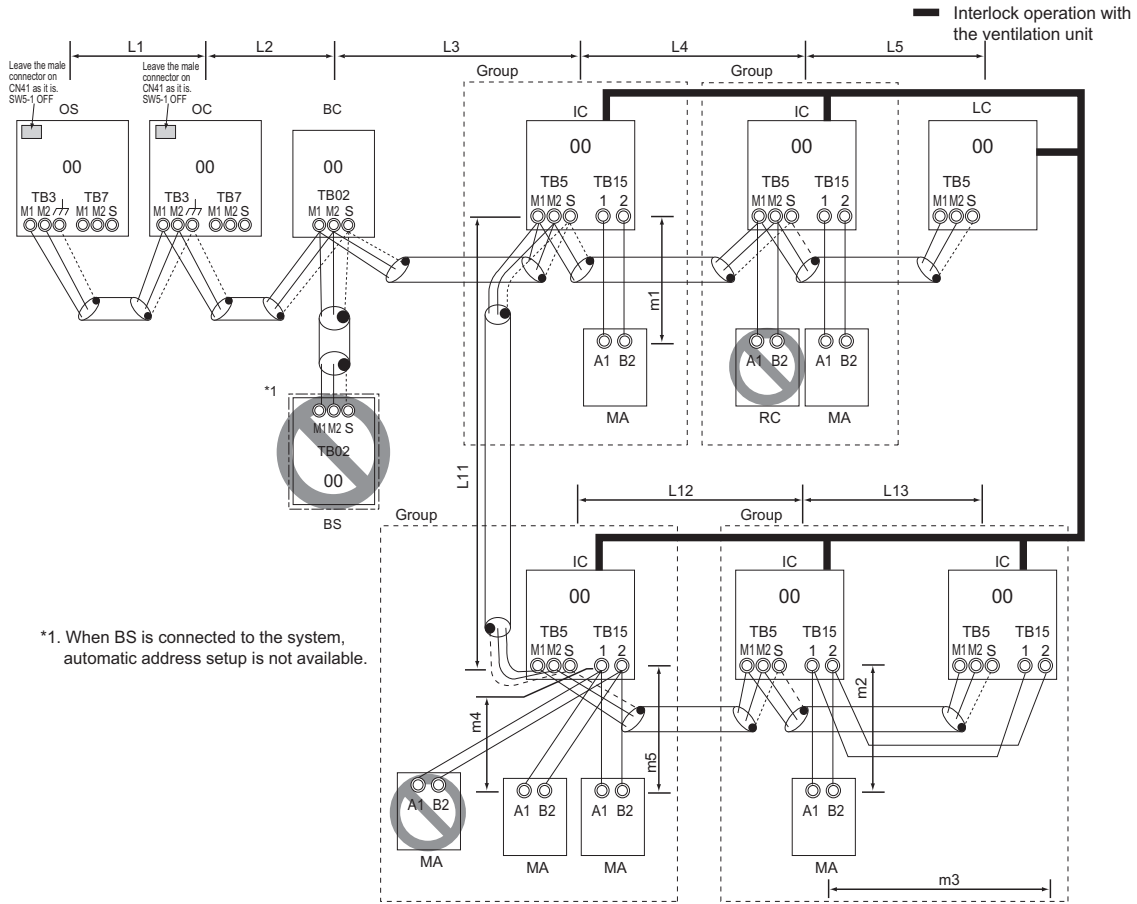 Interlock operation with
the ventilation unit
L1 L2 L3 L4 L5
Leave the male
connector on
CN41 as it is.
SW5-1 OFF
Leave the male
connector on
CN41 as it is.
SW5-1 OFF
Group Group
OS OC BC IC IC LC
00 00 00 00 00 00
TB3 TB7 TB3 TB7 TB02 TB5 TB15 TB5 TB15 TB5
M1 M2 M1 M2 S M1 M2 M1 M2 S M1 M2 S M1 M2 S 1 2 M1 M2 S 1 2 M1 M2 S
m1
A1 B2 A1 B2 A1 B2
MA RC MA
*1
M1 M2 S
TB02
00
BS
L11
L12 L13
Group Group
IC IC IC
00 00 00
TB5 TB15 TB5 TB15 TB5 TB15
M1 M2 S 1 2 M1 M2 S 1 2 M1 M2 S 1 2
*1. When BS is connected to the system,
automatic address setup is not available.
m4 m5 m2
A1 B2 A1 B2 A1 B2 A1 B2
MA MA MA MA
m3